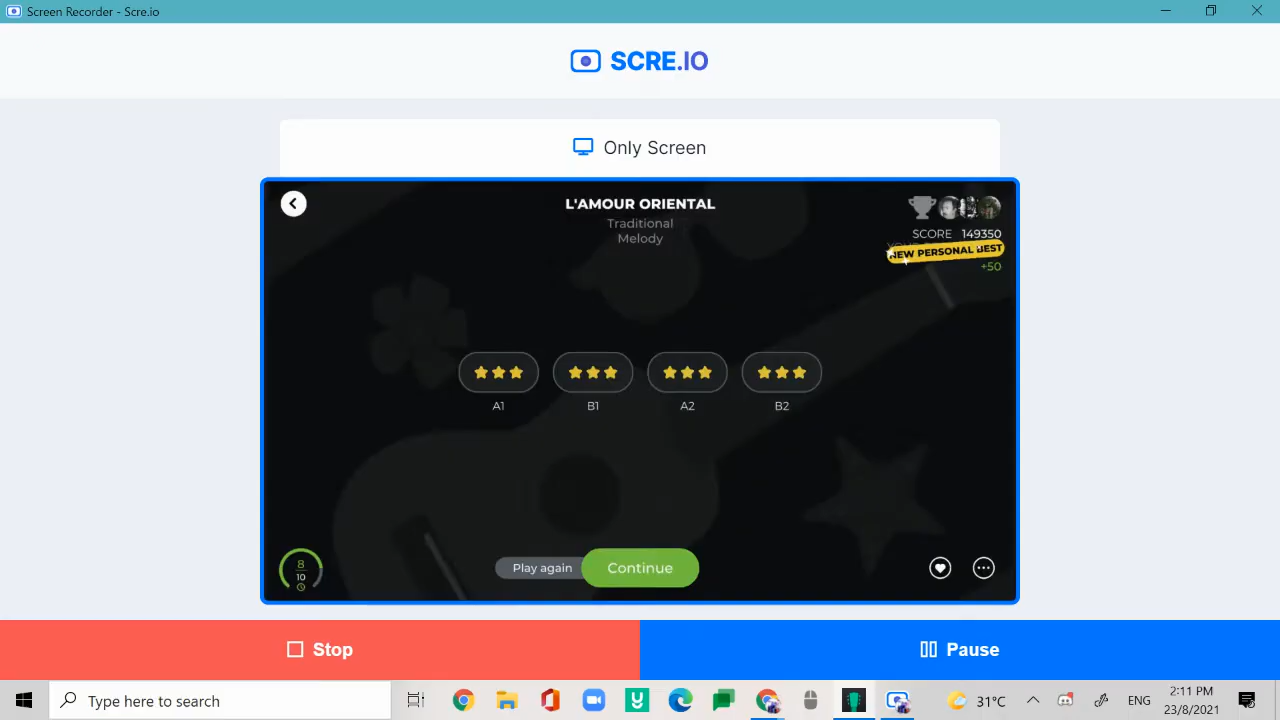 Screen Recorder - Scre.io
SCRE.IO
Only Screen
L'AMOUR ORIENTAL
Traditional
Melody
SCORE 149350
NEW PERSONAL BEST
+50
A1 B1 A2 B2
8
10
Play again
Continue
Stop
Pause
Type here to search
31°C
ENG
2:11 PM
23/8/2021